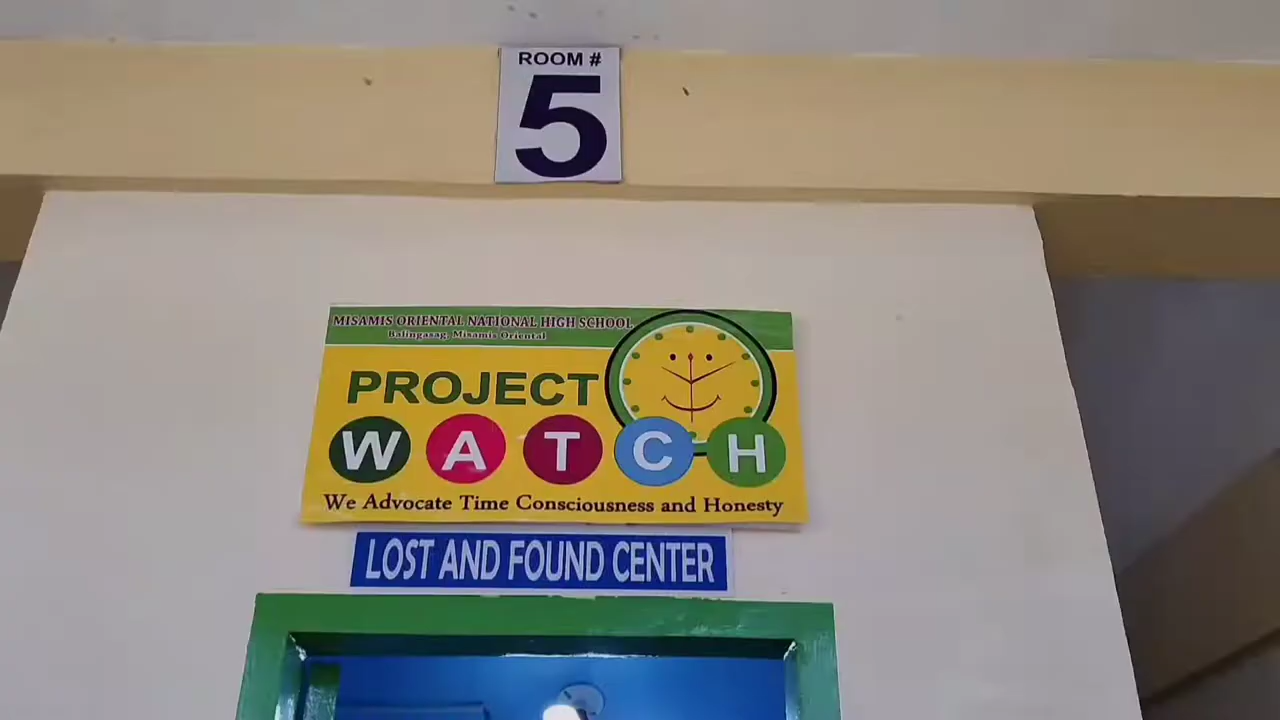 ROOM #
5
MISAMIS ORIENTAL NATIONAL HIGH SCHOOL
Balingasag, Misamis Oriental
PROJECT
WATCH
We Advocate Time Consciousness and Honesty
LOST AND FOUND CENTER